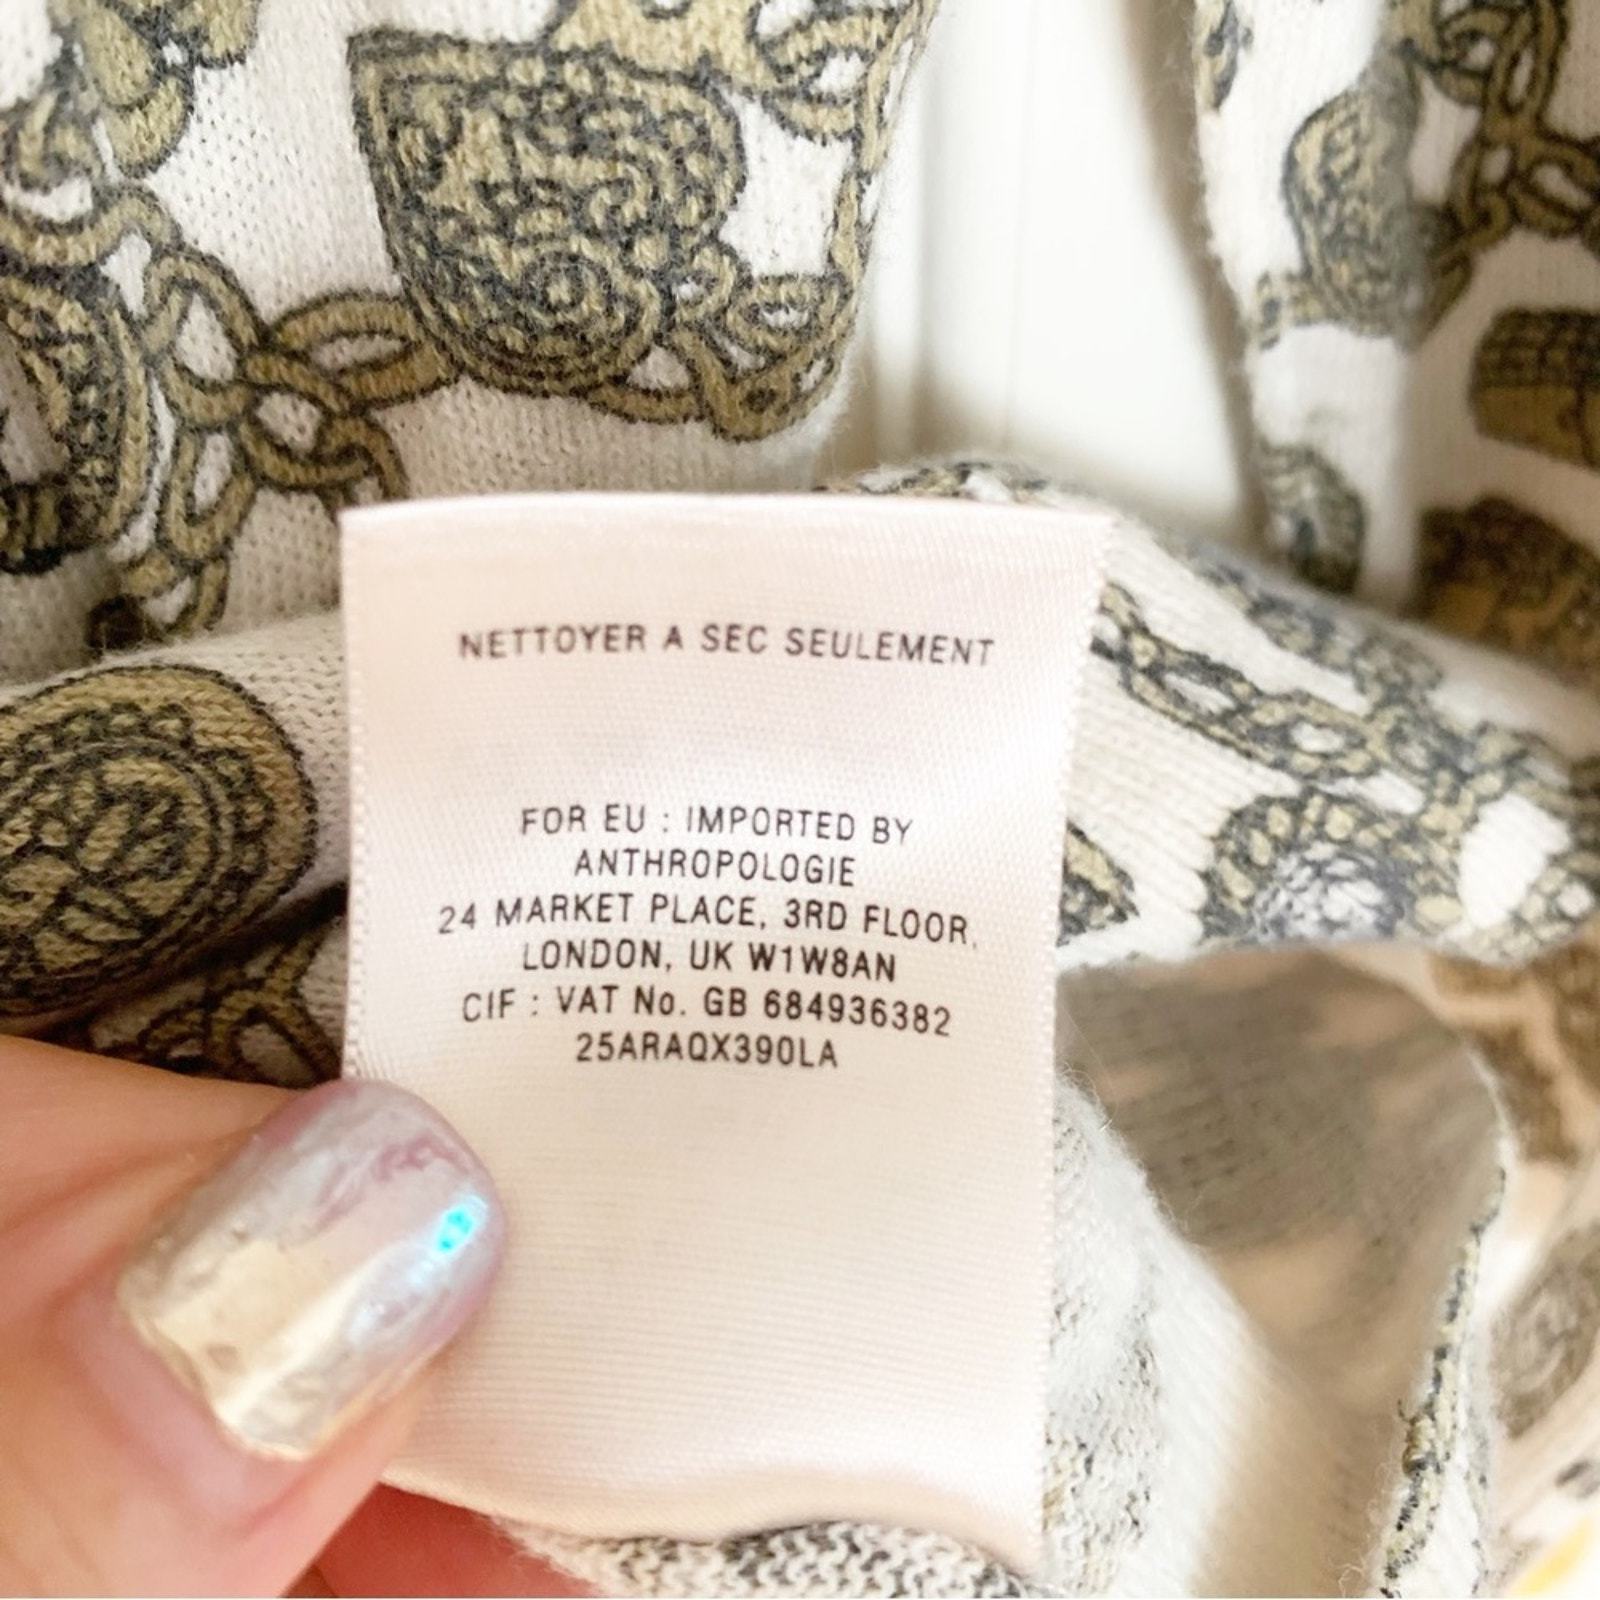 NETTOYER A SEC SEULEMENT
FOR EU : IMPORTED BY
ANTHROPOLOGIE
24 MARKET PLACE, 3RD FLOOR,
LONDON, UK W1W8AN
CIF : VAT No. GB 684936382
25ARAQX390LA